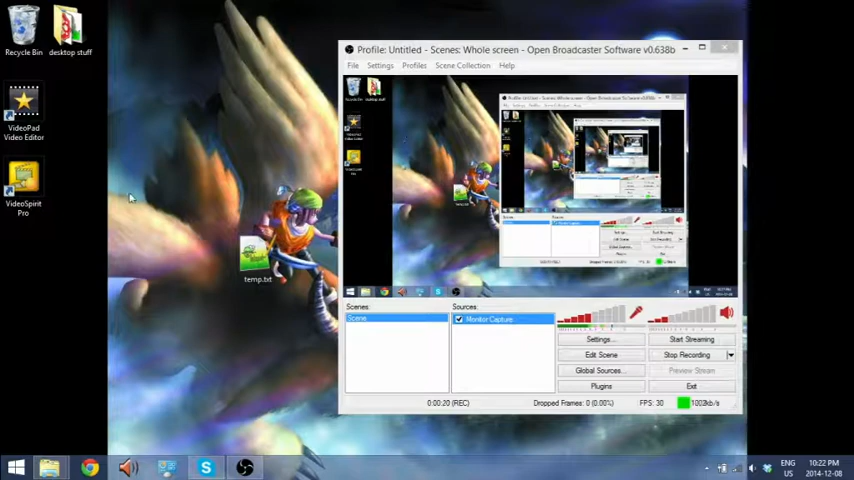 Recycle Bin
desktop stuff
VideoPad
Video Editor
VideoSpirit
Pro
temp.txt
Profile: Untitled - Scenes: Whole screen - Open Broadcaster Software v0.638b
File Settings Profiles Scene Collection Help
Scenes:
Scene
Sources:
Monitor Capture
Settings...
Start Streaming
Edit Scene
Stop Recording
Global Sources...
Preview Stream
Plugins
Exit
0:00:20 (REC)
Dropped Frames: 0 (0.00%)
FPS: 30
ENG
US
10:22 PM
2014-12-08